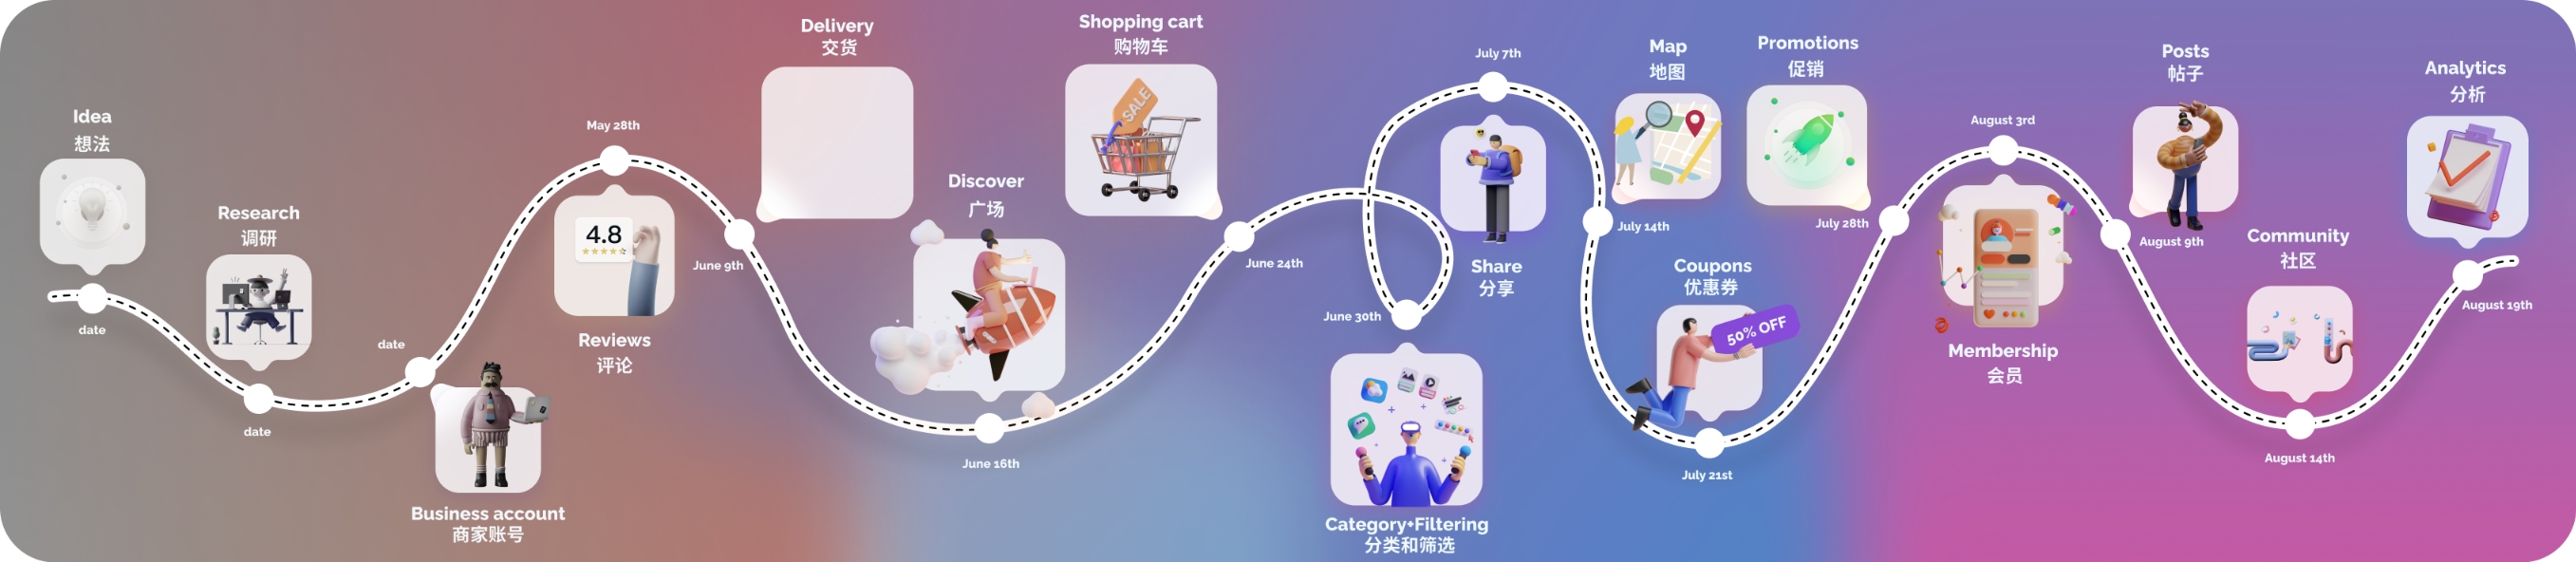 Idea
想法
date
Research
调研
date
date
Business account
商家账号
May 28th
4.8
Reviews
评论
June 9th
Delivery
交货
Discover
广场
June 16th
Shopping cart
购物车
SALE
June 24th
June 30th
Category+Filtering
分类和筛选
July 7th
Share
分享
Map
地图
July 14th
Coupons
优惠券
50% OFF
July 21st
Promotions
促销
July 28th
August 3rd
Membership
会员
Posts
帖子
August 9th
Community
社区
August 14th
Analytics
分析
August 19th